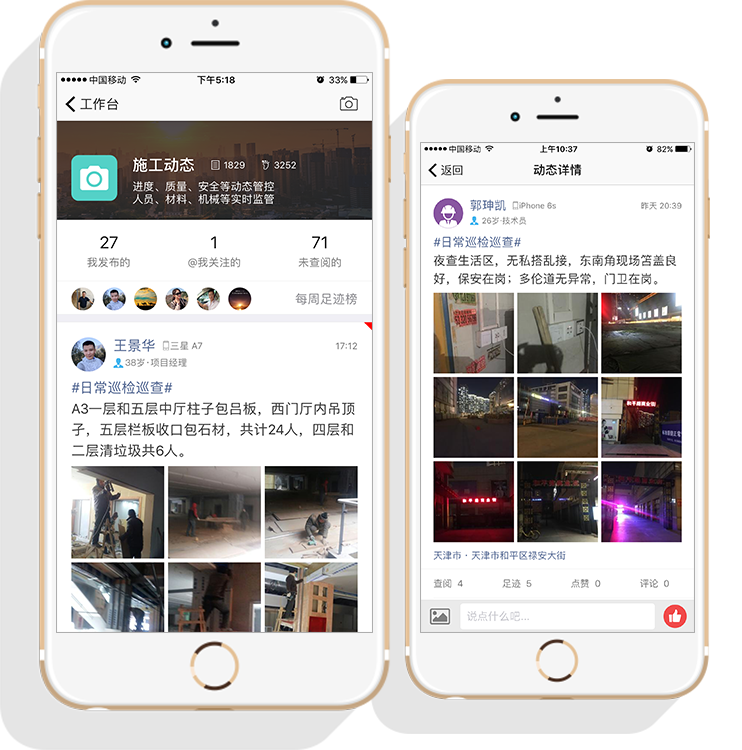 中国移动 下午5:18 33%
工作台
施工动态 1829 3252
进度、质量、安全等动态管控
人员、材料、机械等实时监管
27 1 71
我发布的 @我关注的 未查阅的
每周足迹榜
王景华 三星 A7 17:12
38岁·项目经理
#日常巡检巡查#
A3一层和五层中厅柱子包吕板，西门厅内吊顶
子，五层栏板收口包石材，共计24人，四层和
二层清垃圾共6人。
中国移动 上午10:37 82%
返回 动态详情
郭珅凯 iPhone 6s 昨天 20:39
26岁·技术员
#日常巡检巡查#
夜查生活区，无私搭乱接，东南角现场苫盖良
好，保安在岗；多伦道无异常，门卫在岗。
天津市·天津市和平区禄安大街
查阅 4 足迹 5 点赞 0 评论 0
说点什么吧...